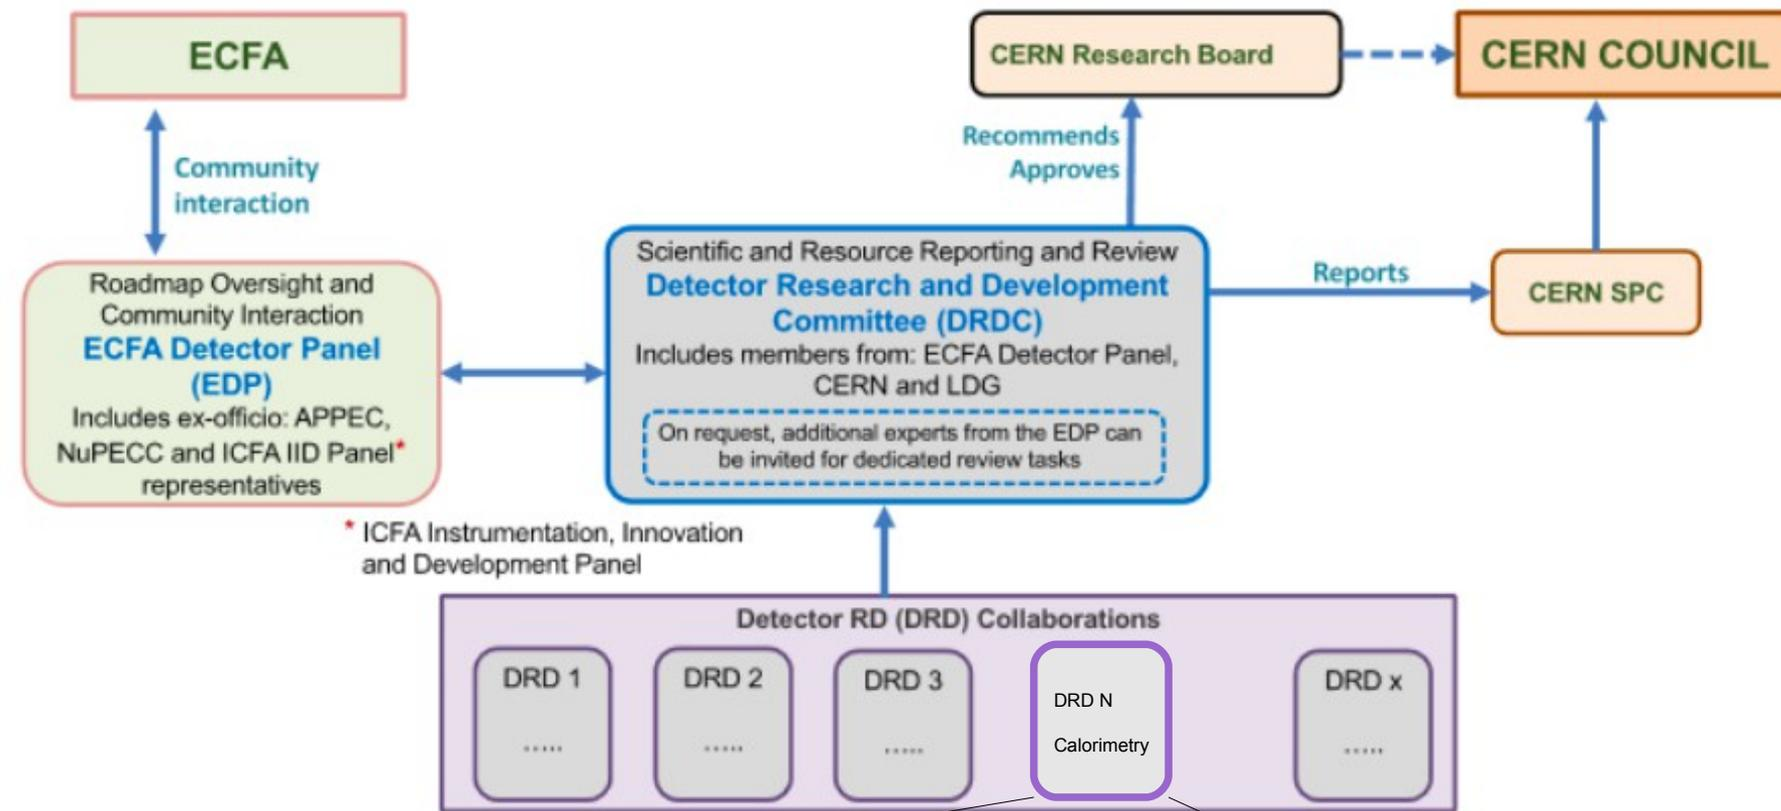 ECFA
CERN Research Board
CERN COUNCIL
Community
interaction
Recommends
Approves
Roadmap Oversight and
Community Interaction
ECFA Detector Panel
(EDP)
Includes ex-officio: APPEC,
NuPECC and ICFA IID Panel*
representatives
Scientific and Resource Reporting and Review
Detector Research and Development
Committee (DRDC)
Includes members from: ECFA Detector Panel,
CERN and LDG
On request, additional experts from the EDP can
be invited for dedicated review tasks
Reports
CERN SPC
* ICFA Instrumentation, Innovation
and Development Panel
Detector RD (DRD) Collaborations
DRD 1
.....
DRD 2
.....
DRD 3
.....
DRD N
Calorimetry
DRD x
.....